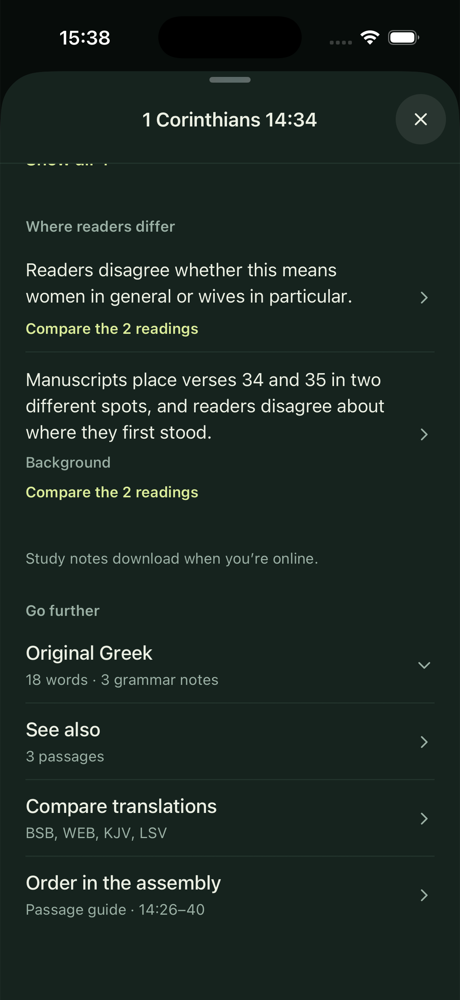 15:38
1 Corinthians 14:34
Where readers differ
Readers disagree whether this means
women in general or wives in particular.
Compare the 2 readings
Manuscripts place verses 34 and 35 in two
different spots, and readers disagree about
where they first stood.
Background
Compare the 2 readings
Study notes download when you’re online.
Go further
Original Greek
18 words · 3 grammar notes
See also
3 passages
Compare translations
BSB, WEB, KJV, LSV
Order in the assembly
Passage guide · 14:26–40